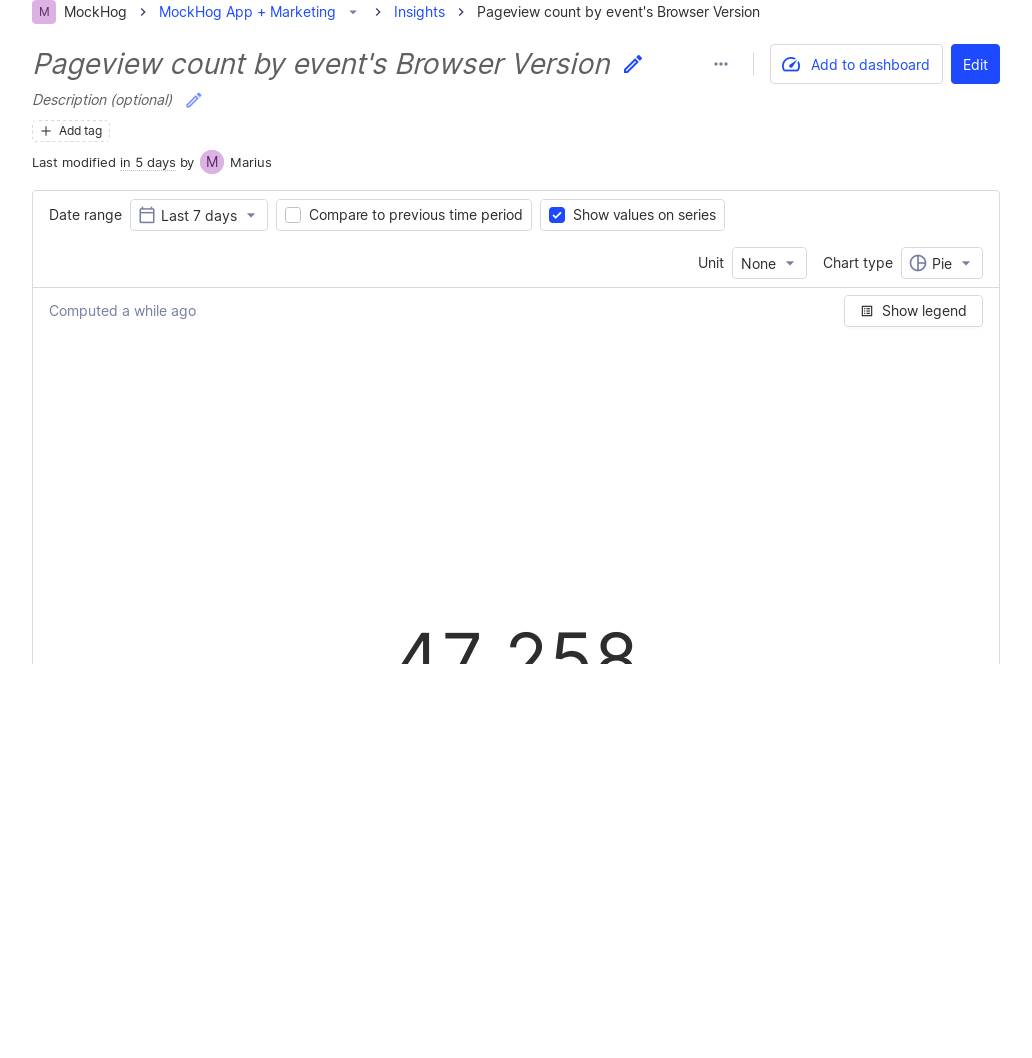 M MockHog MockHog App + Marketing Insights Pageview count by event's Browser Version
Pageview count by event's Browser Version
Add to dashboard Edit
Description (optional)
Add tag
Last modified in 5 days by M Marius
Date range Last 7 days Compare to previous time period Show values on series
Unit None Chart type Pie
Computed a while ago Show legend
47,258